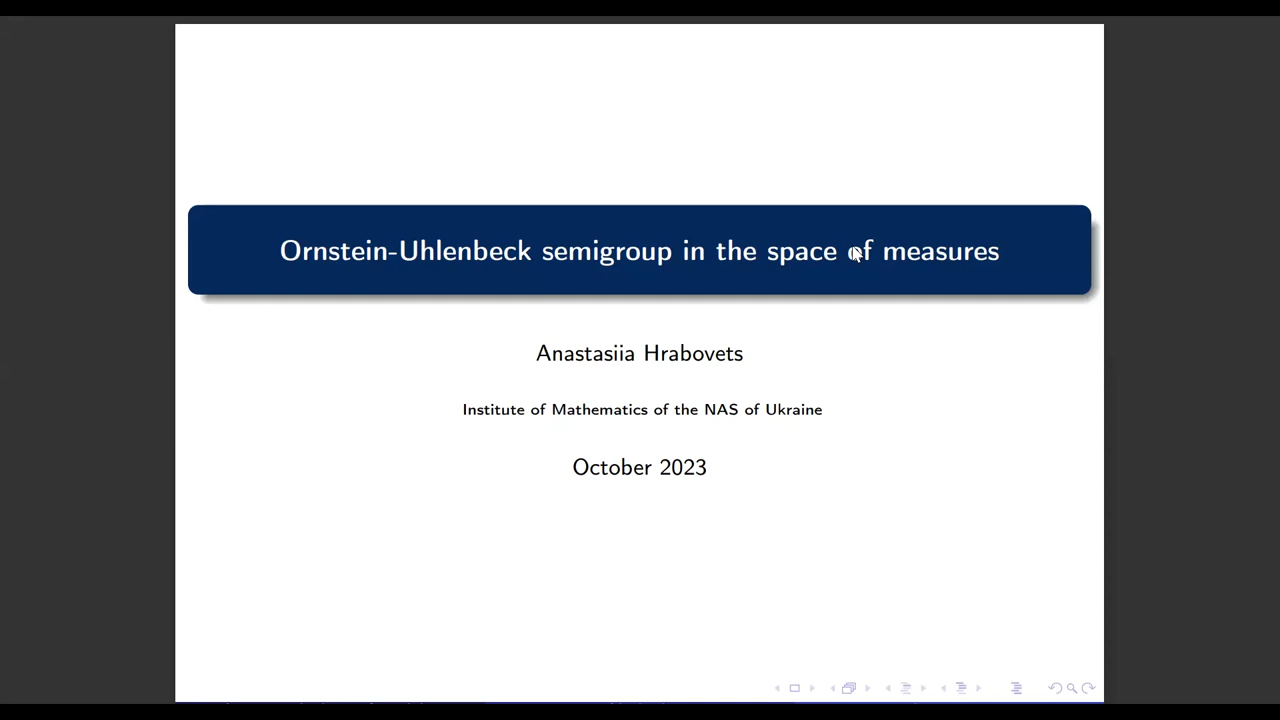 Ornstein-Uhlenbeck semigroup in the space of measures
Anastasiia Hrabovets
Institute of Mathematics of the NAS of Ukraine
October 2023